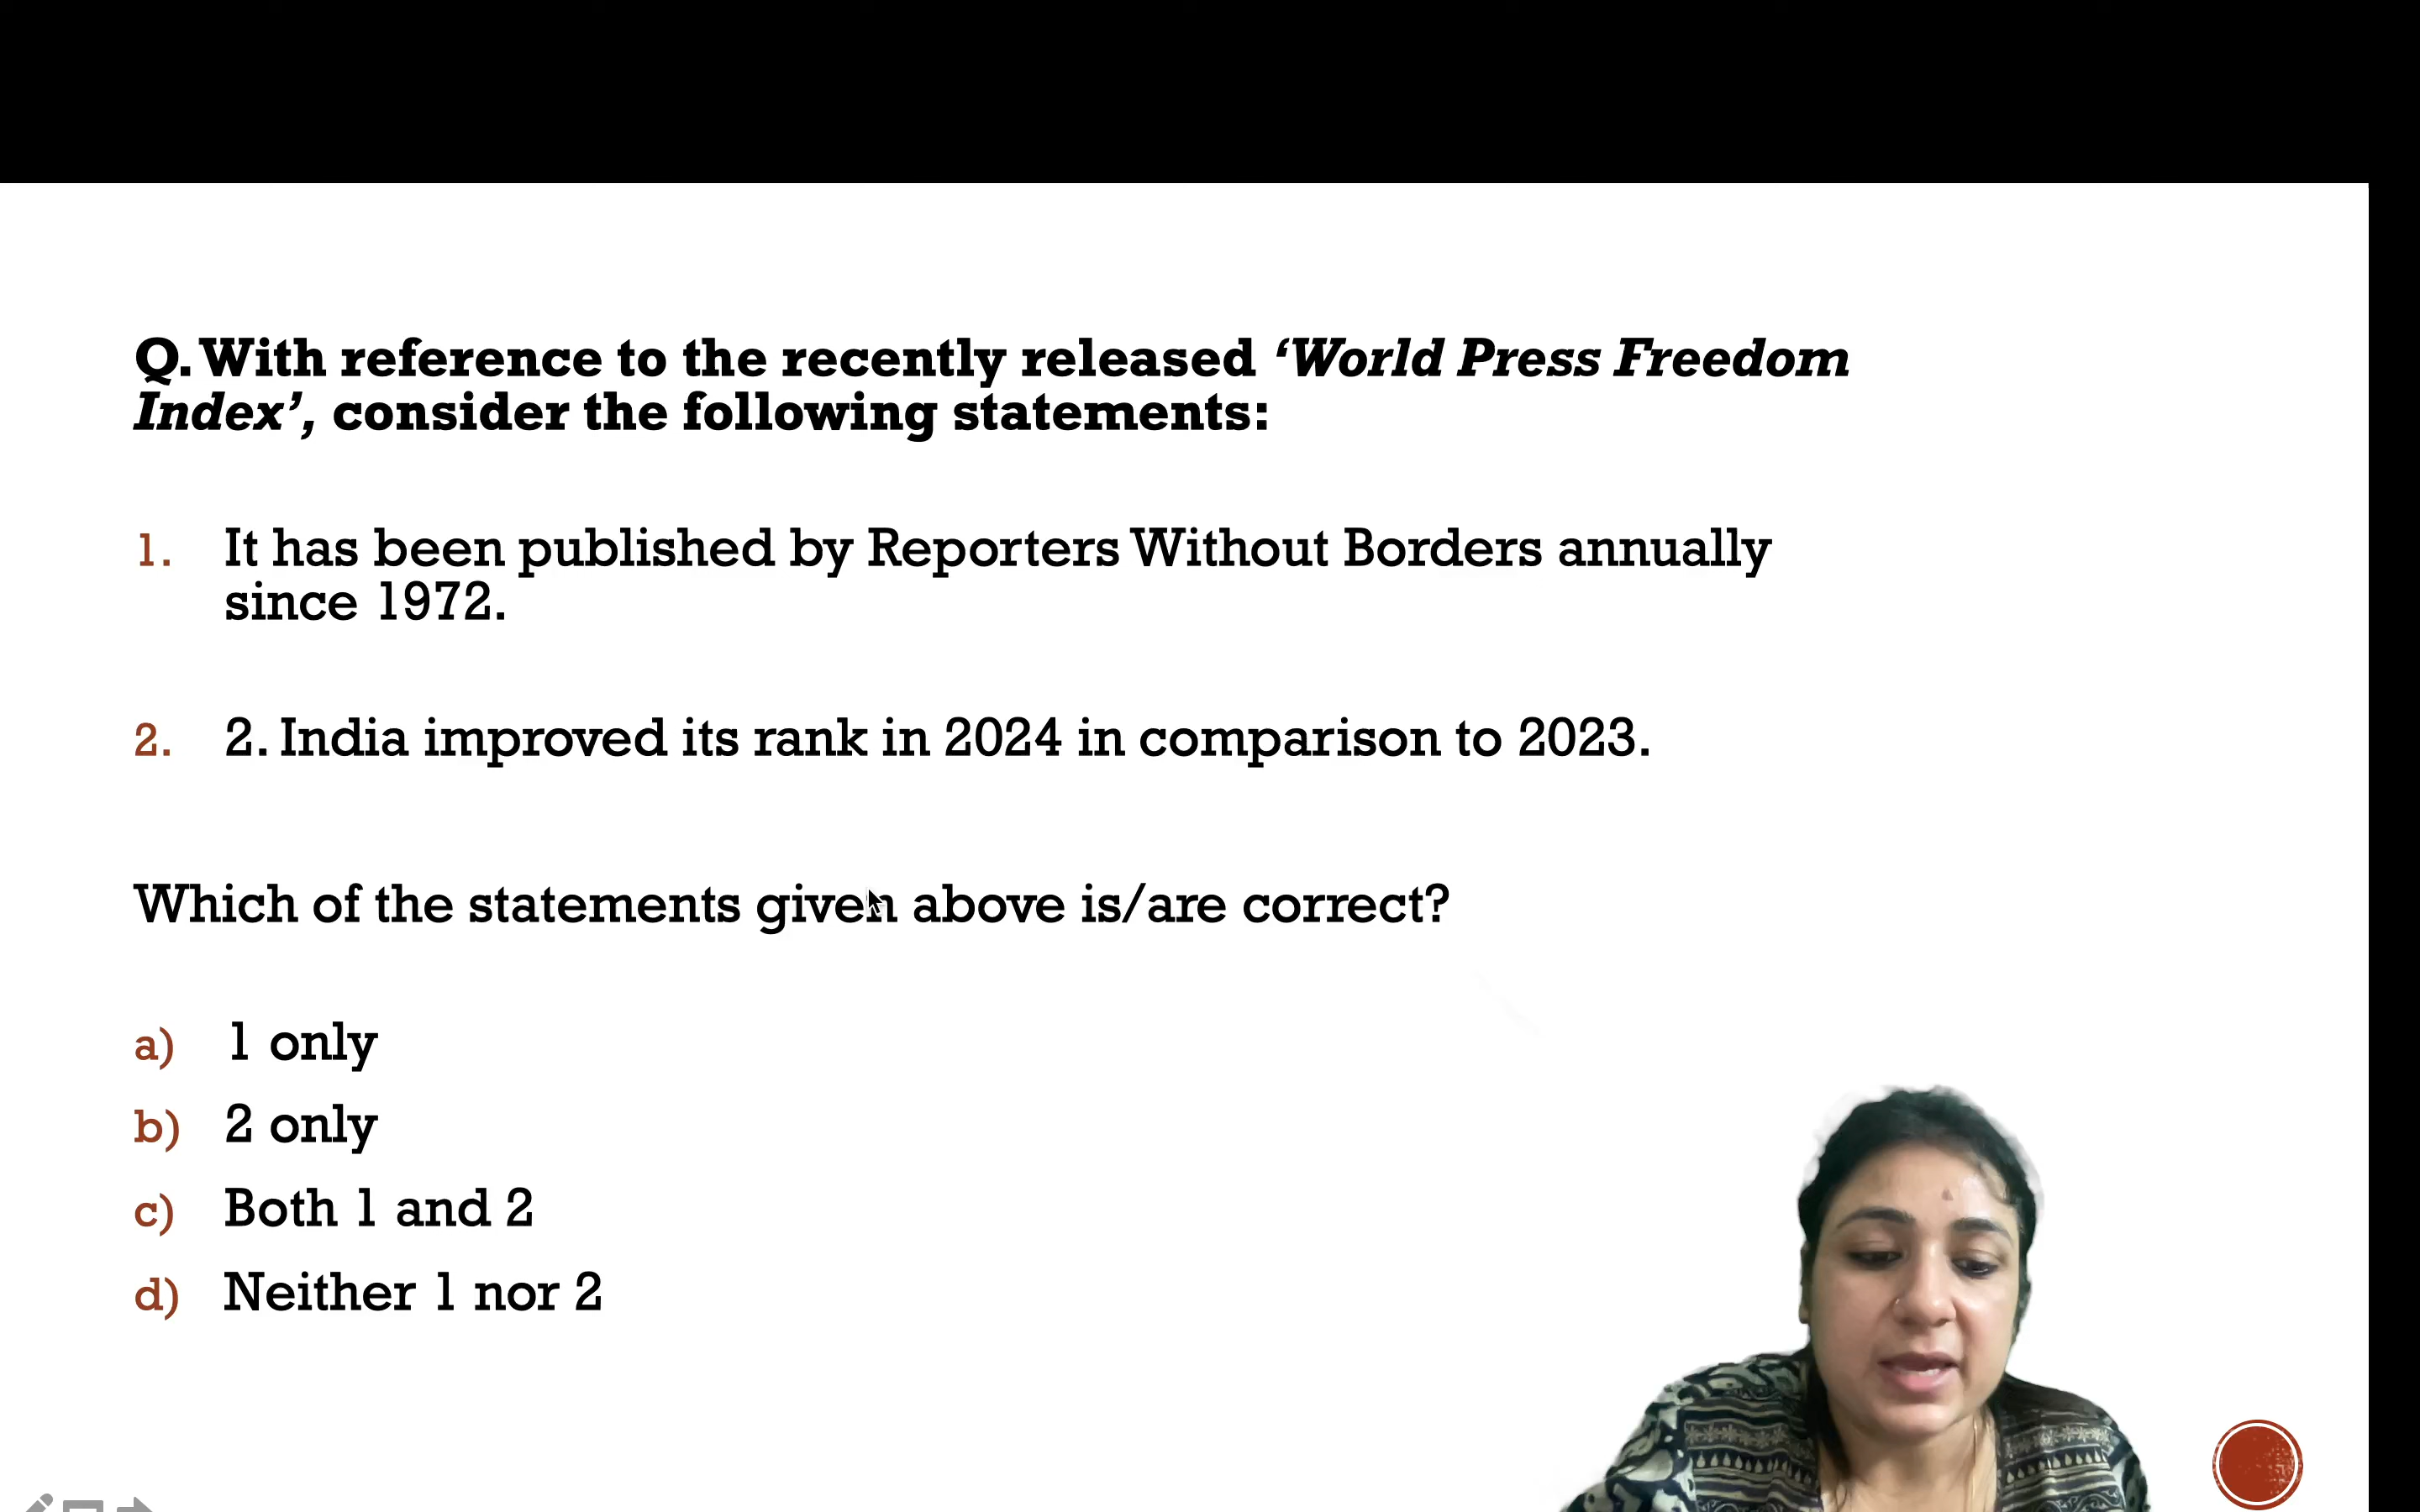 Q. With reference to the recently released ‘World Press Freedom
Index’, consider the following statements:
1. It has been published by Reporters Without Borders annually
since 1972.
2. 2. India improved its rank in 2024 in comparison to 2023.
Which of the statements given above is/are correct?
a) 1 only
b) 2 only
c) Both 1 and 2
d) Neither 1 nor 2